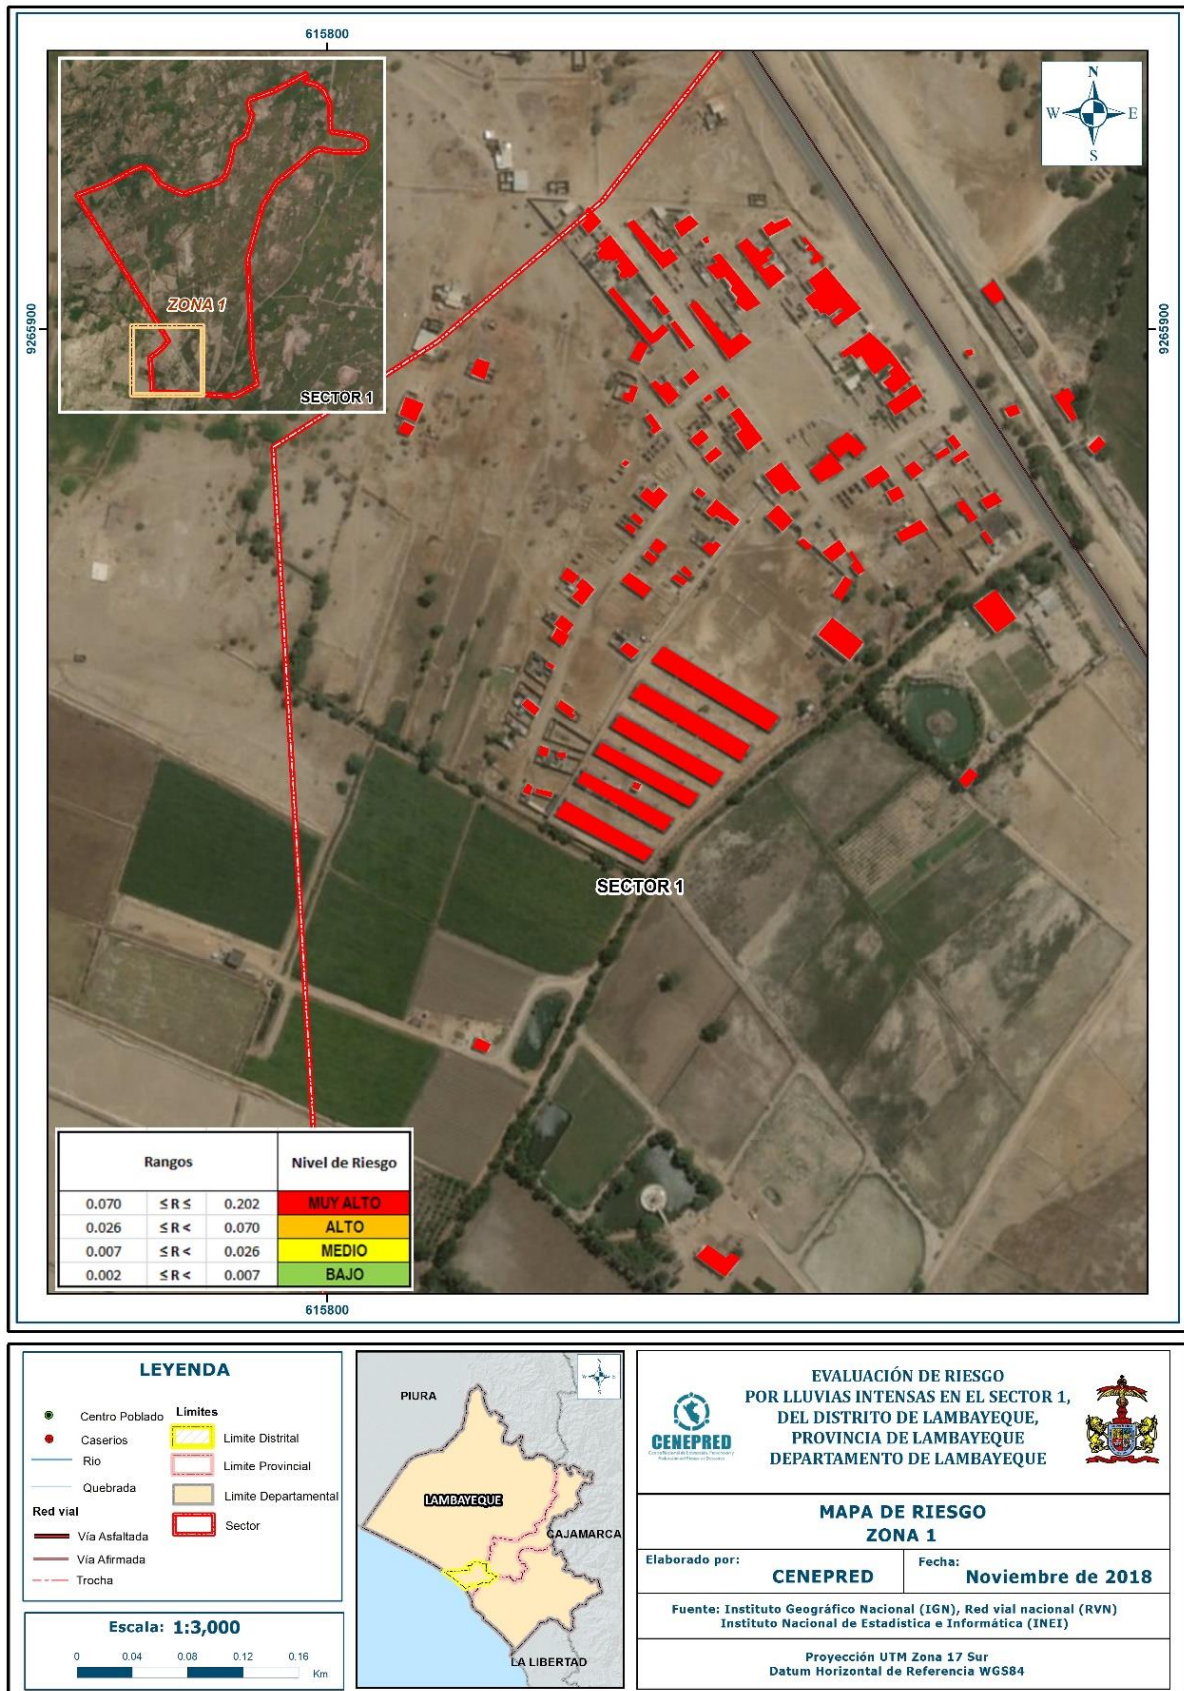 615800
N
W E
S
ZONA 1
SECTOR 1
9265900
9265900
SECTOR 1
Rangos Nivel de Riesgo
0.070 ≤ R ≤ 0.202 MUY ALTO
0.026 ≤ R < 0.070 ALTO
0.007 ≤ R < 0.026 MEDIO
0.002 ≤ R < 0.007 BAJO
615800
LEYENDA
Centro Poblado
Caserios
Rio
Quebrada
Red vial
Vía Asfaltada
Vía Afirmada
Trocha
Límites
Limite Distrital
Limite Provincial
Limite Departamental
Sector
Escala: 1:3,000
0 0.04 0.08 0.12 0.16
Km
PIURA
LAMBAYEQUE
CAJAMARCA
LA LIBERTAD
CENEPRED
EVALUACIÓN DE RIESGO
POR LLUVIAS INTENSAS EN EL SECTOR 1,
DEL DISTRITO DE LAMBAYEQUE,
PROVINCIA DE LAMBAYEQUE
DEPARTAMENTO DE LAMBAYEQUE
MAPA DE RIESGO
ZONA 1
Elaborado por:
CENEPRED
Fecha:
Noviembre de 2018
Fuente: Instituto Geográfico Nacional (IGN), Red vial nacional (RVN)
Instituto Nacional de Estadistica e Informática (INEI)
Proyección UTM Zona 17 Sur
Datum Horizontal de Referencia WGS84